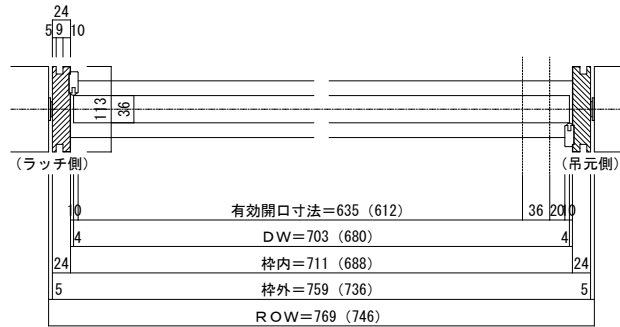 24
5 9 10
113
36
(ラッチ側)
(吊元側)
10 有効開口寸法=635 (612) 36 20 10
4 DW=703 (680) 4
24 枠内=711 (688) 24
5 枠外=759 (736) 5
ROW=769 (746)